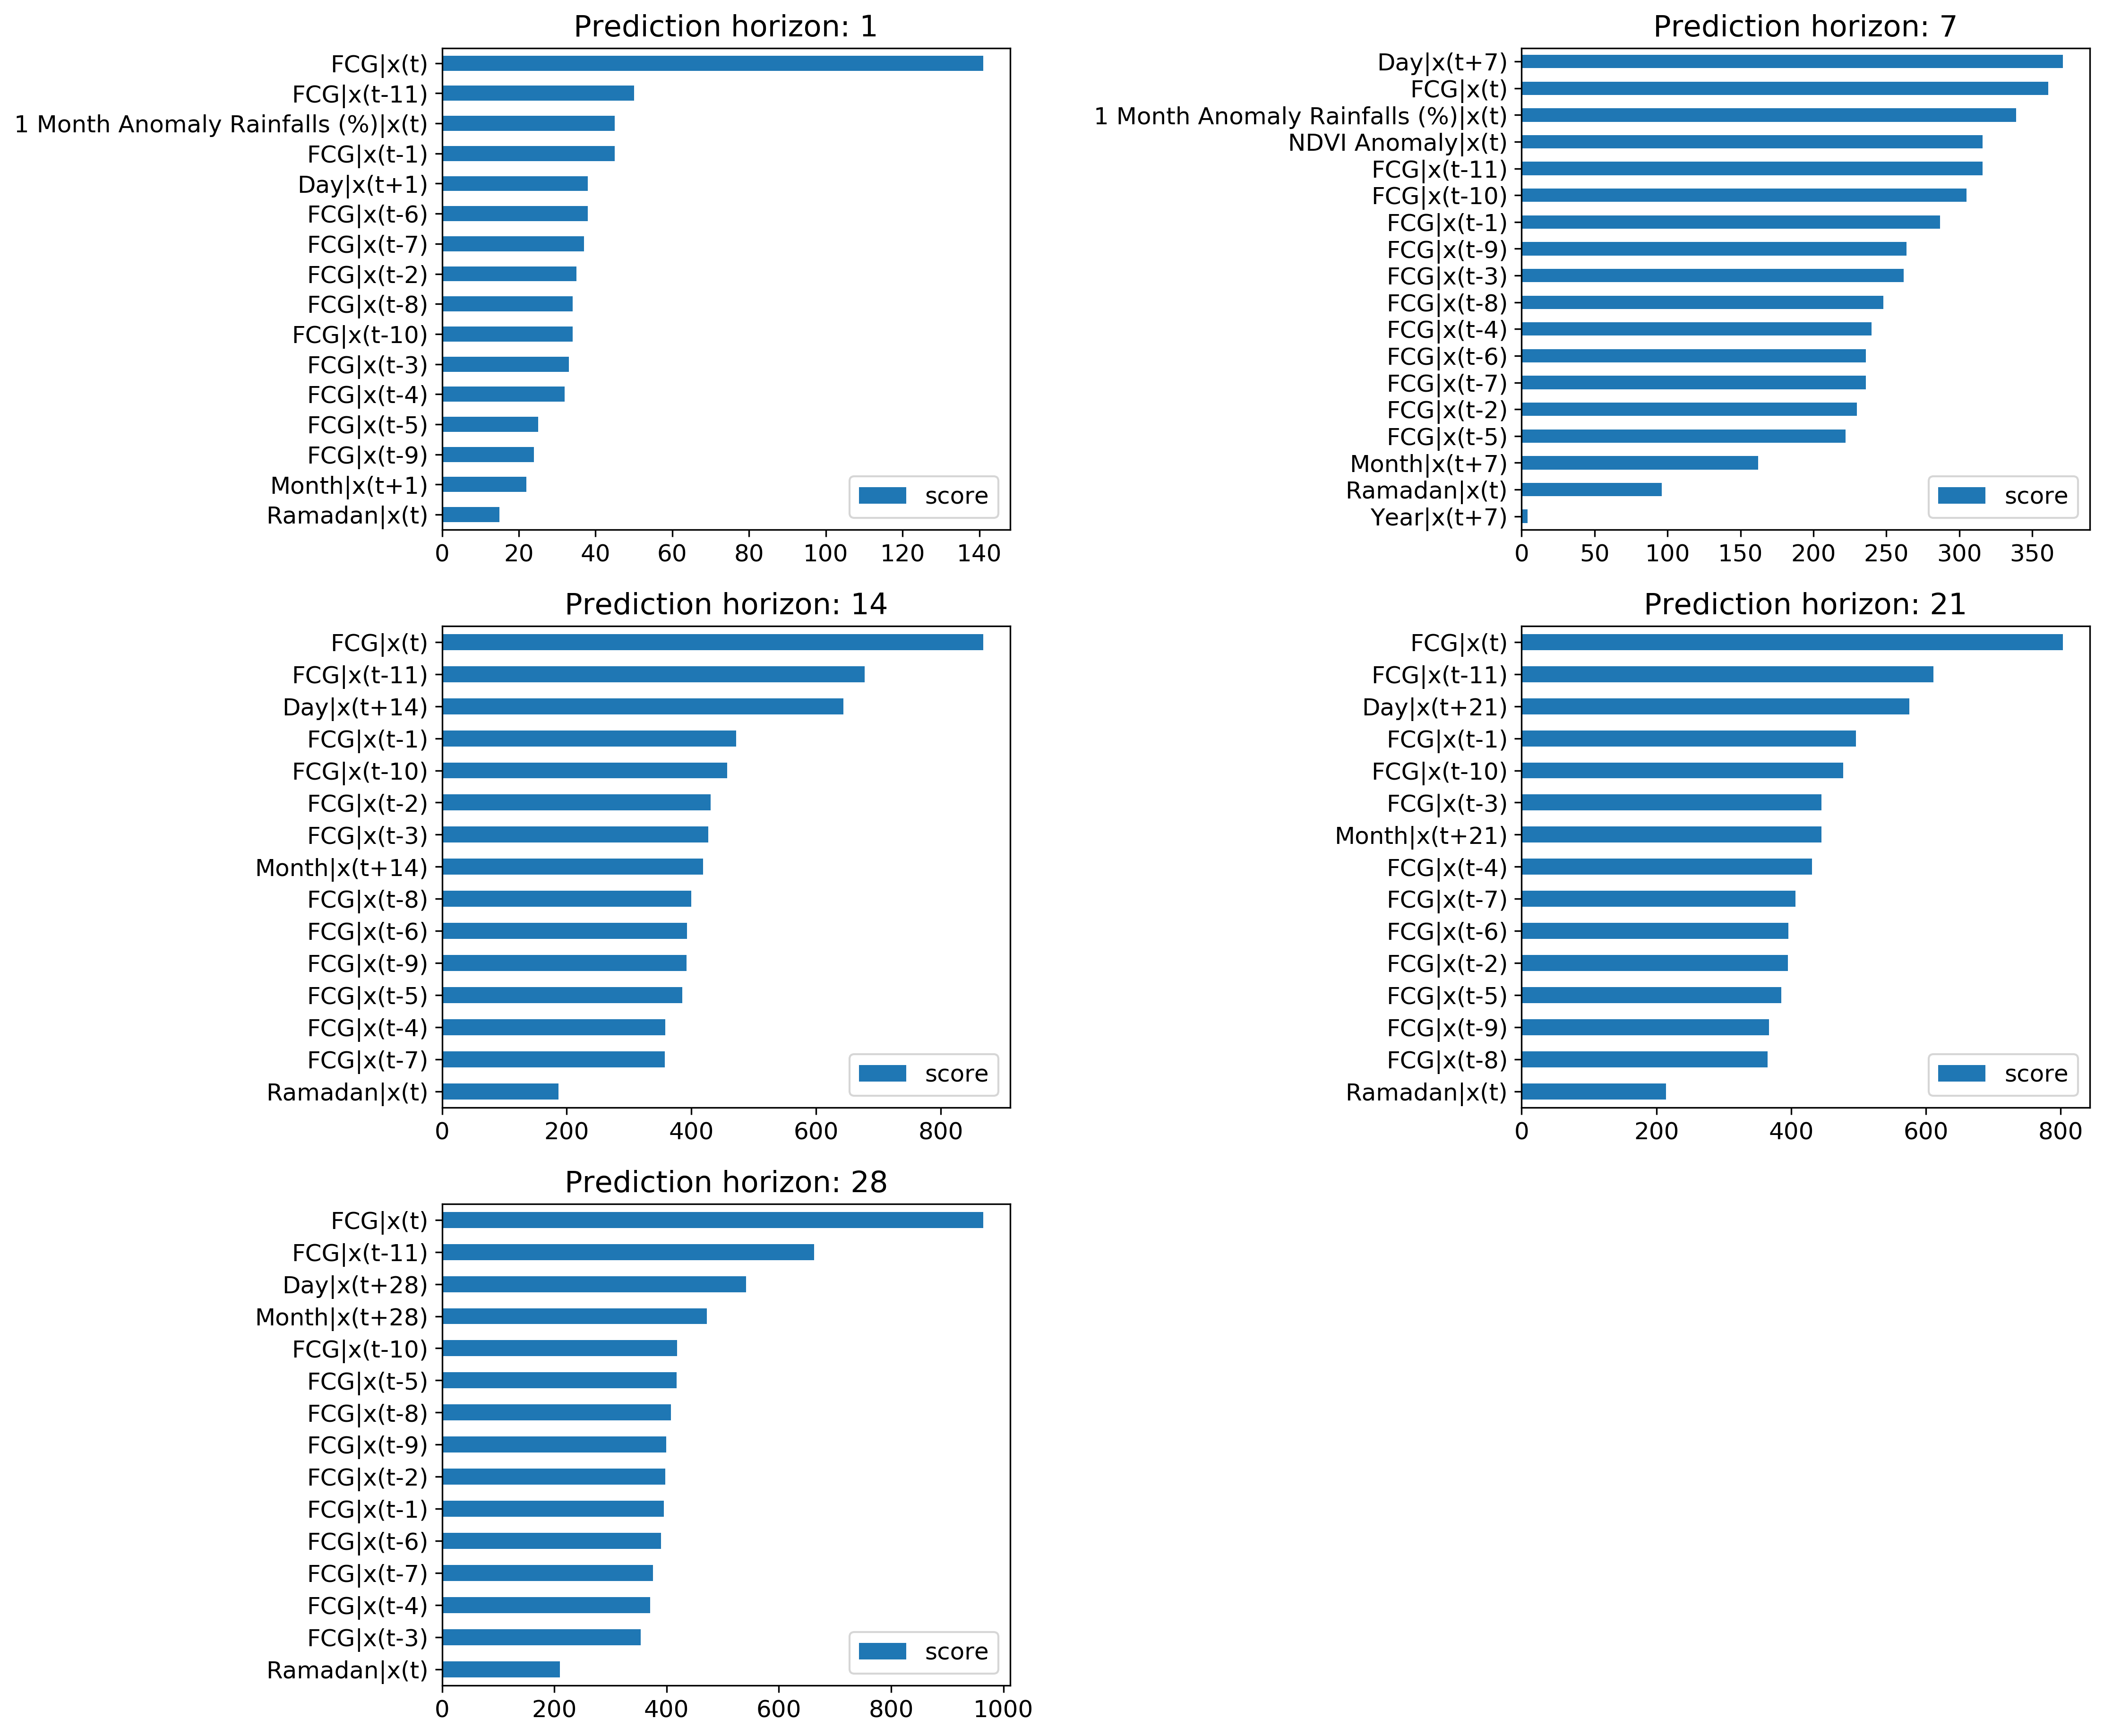 Prediction horizon: 1
FCG|x(t)
FCG|x(t-11)
1 Month Anomaly Rainfalls (%)|x(t)
FCG|x(t-1)
Day|x(t+1)
FCG|x(t-6)
FCG|x(t-7)
FCG|x(t-2)
FCG|x(t-8)
FCG|x(t-10)
FCG|x(t-3)
FCG|x(t-4)
FCG|x(t-5)
FCG|x(t-9)
Month|x(t+1)
Ramadan|x(t)
score
0 20 40 60 80 100 120 140
Prediction horizon: 7
Day|x(t+7)
FCG|x(t)
1 Month Anomaly Rainfalls (%)|x(t)
NDVI Anomaly|x(t)
FCG|x(t-11)
FCG|x(t-10)
FCG|x(t-1)
FCG|x(t-9)
FCG|x(t-3)
FCG|x(t-8)
FCG|x(t-4)
FCG|x(t-6)
FCG|x(t-7)
FCG|x(t-2)
FCG|x(t-5)
Month|x(t+7)
Ramadan|x(t)
Year|x(t+7)
score
0 50 100 150 200 250 300 350
Prediction horizon: 14
FCG|x(t)
FCG|x(t-11)
Day|x(t+14)
FCG|x(t-1)
FCG|x(t-10)
FCG|x(t-2)
FCG|x(t-3)
Month|x(t+14)
FCG|x(t-8)
FCG|x(t-6)
FCG|x(t-9)
FCG|x(t-5)
FCG|x(t-4)
FCG|x(t-7)
Ramadan|x(t)
score
0 200 400 600 800
Prediction horizon: 21
FCG|x(t)
FCG|x(t-11)
Day|x(t+21)
FCG|x(t-1)
FCG|x(t-10)
FCG|x(t-3)
Month|x(t+21)
FCG|x(t-4)
FCG|x(t-7)
FCG|x(t-6)
FCG|x(t-2)
FCG|x(t-5)
FCG|x(t-9)
FCG|x(t-8)
Ramadan|x(t)
score
0 200 400 600 800
Prediction horizon: 28
FCG|x(t)
FCG|x(t-11)
Day|x(t+28)
Month|x(t+28)
FCG|x(t-10)
FCG|x(t-5)
FCG|x(t-8)
FCG|x(t-9)
FCG|x(t-2)
FCG|x(t-1)
FCG|x(t-6)
FCG|x(t-7)
FCG|x(t-4)
FCG|x(t-3)
Ramadan|x(t)
score
0 200 400 600 800 1000